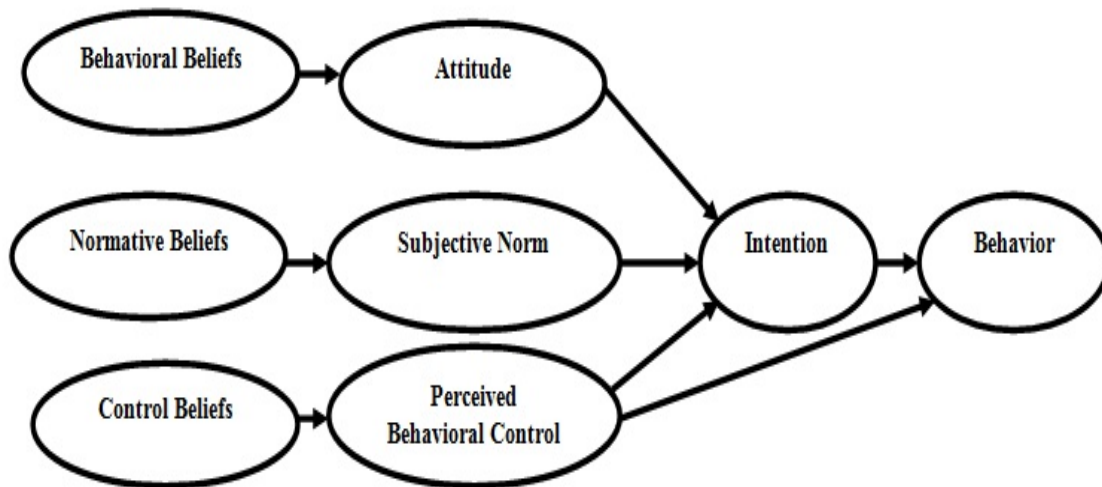 Behavioral Beliefs
Attitude
Normative Beliefs
Subjective Norm
Intention
Behavior
Control Beliefs
Perceived
Behavioral Control